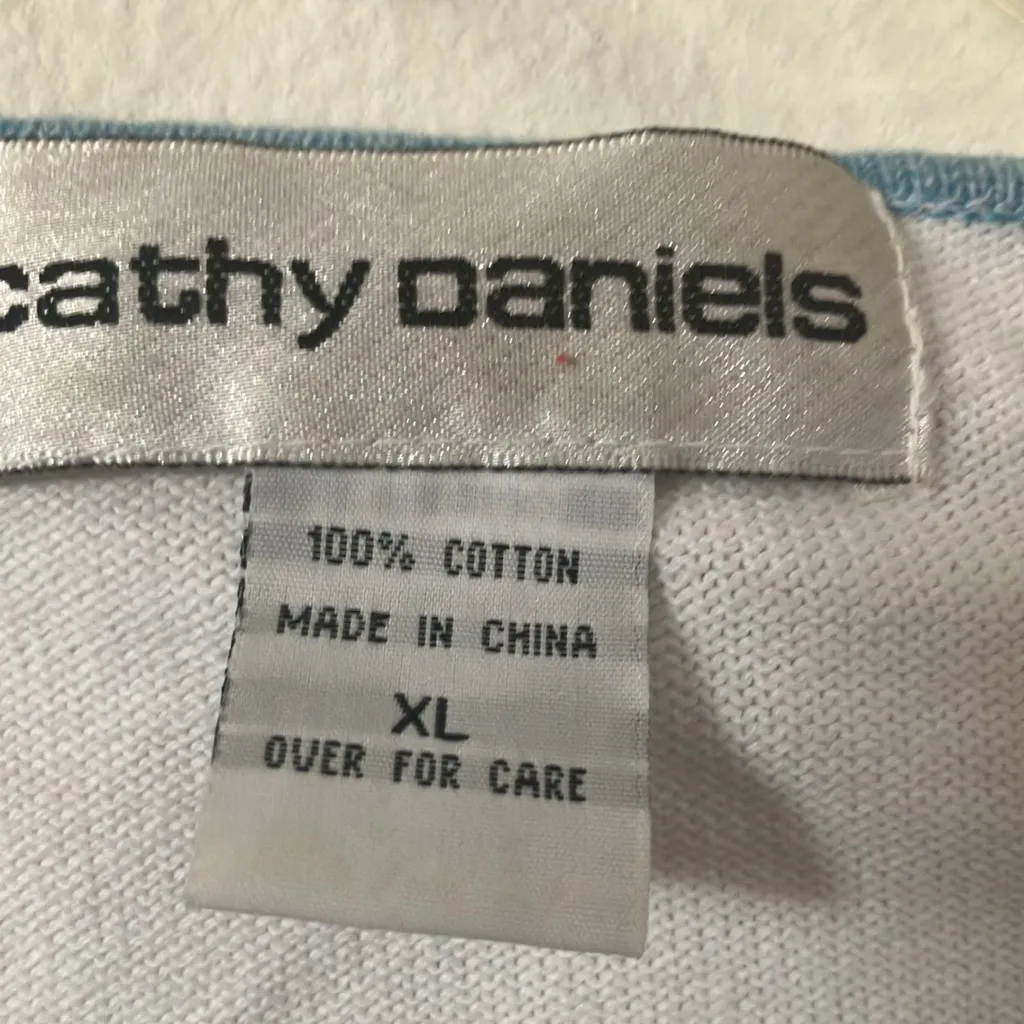 cathy Daniels
100% COTTON
MADE IN CHINA
XL
OVER FOR CARE